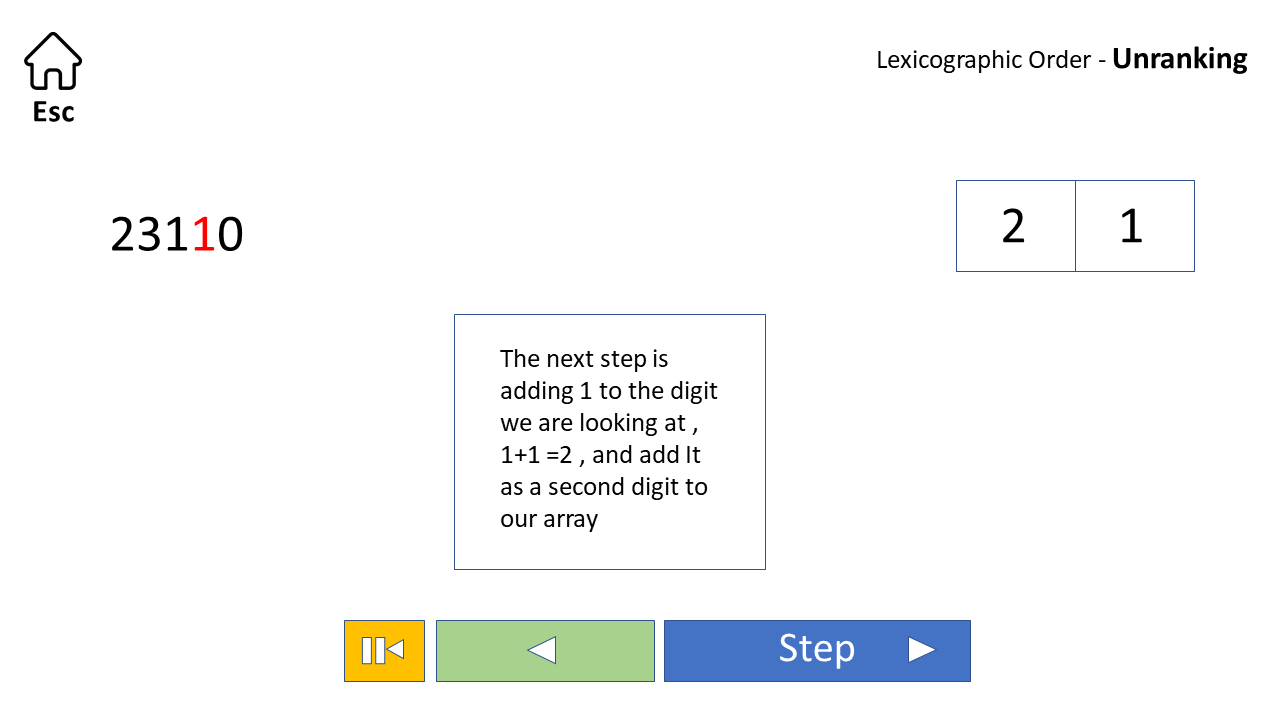 Lexicographic Order - Unranking
Esc
23110
2 1
The next step is
adding 1 to the digit
we are looking at ,
1+1 =2 , and add It
as a second digit to
our array
Step